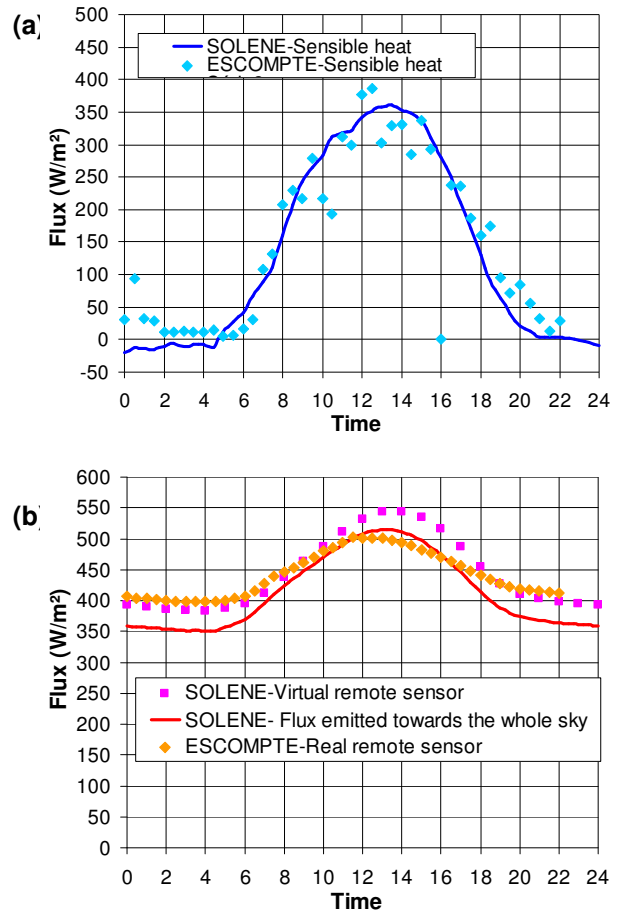 (a)
500
450
400
350
300
250
200
150
100
50
0
-50
Flux (W/m²)
SOLENE-Sensible heat
ESCOMPTE-Sensible heat
0 2 4 6 8 10 12 14 16 18 20 22 24
Time
(b)
600
550
500
450
400
350
300
250
200
150
100
50
0
Flux (W/m²)
SOLENE-Virtual remote sensor
SOLENE- Flux emitted towards the whole sky
ESCOMPTE-Real remote sensor
0 2 4 6 8 10 12 14 16 18 20 22 24
Time